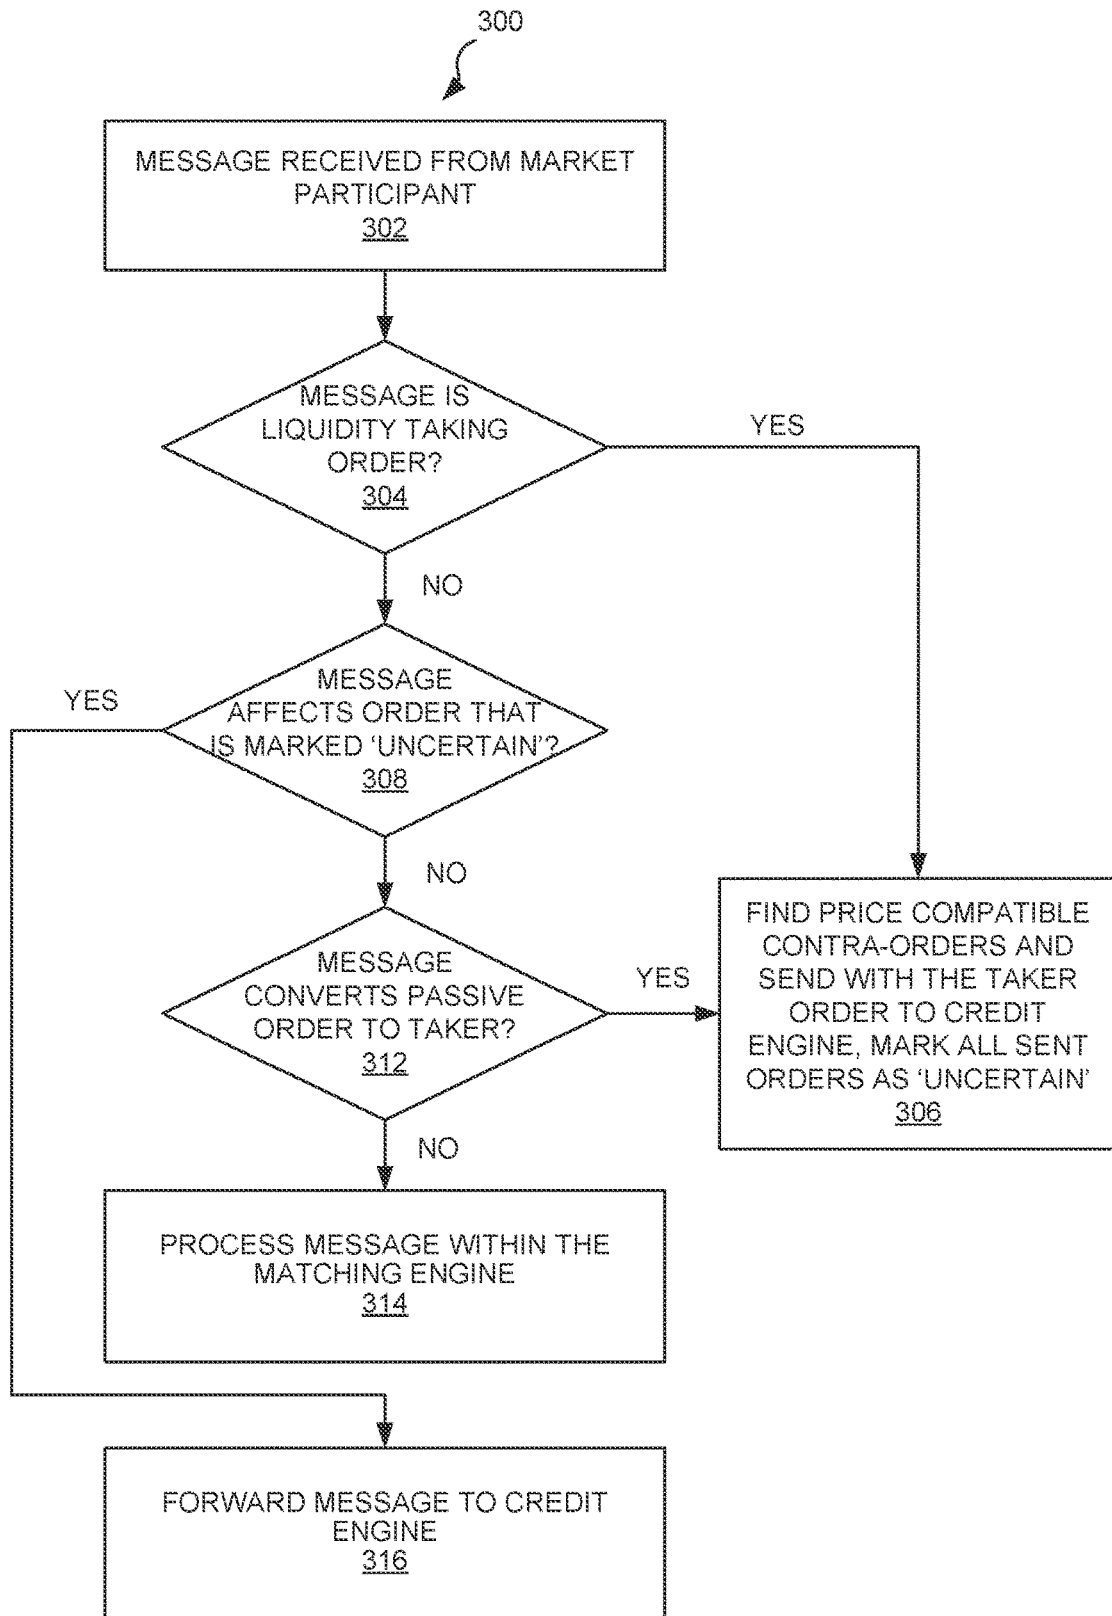 300
MESSAGE RECEIVED FROM MARKET
PARTICIPANT
302
MESSAGE IS
LIQUIDITY TAKING
ORDER?
304
YES
NO
MESSAGE
AFFECTS ORDER THAT
IS MARKED ‘UNCERTAIN’?
308
YES
NO
MESSAGE
CONVERTS PASSIVE
ORDER TO TAKER?
312
YES
FIND PRICE COMPATIBLE
CONTRA-ORDERS AND
SEND WITH THE TAKER
ORDER TO CREDIT
ENGINE, MARK ALL SENT
ORDERS AS ‘UNCERTAIN’
306
NO
PROCESS MESSAGE WITHIN THE
MATCHING ENGINE
314
FORWARD MESSAGE TO CREDIT
ENGINE
316